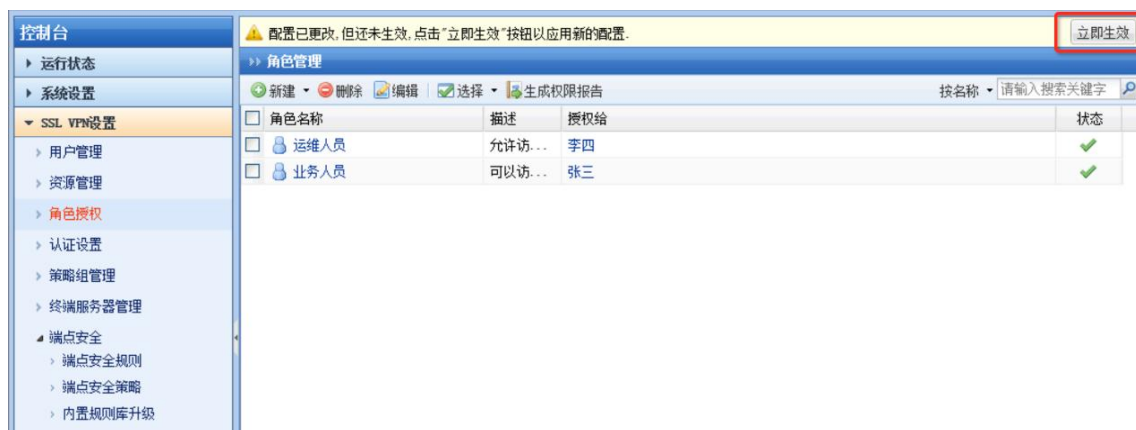 控制台
运行状态
系统设置
SSL VPN设置
用户管理
资源管理
角色授权
认证设置
策略组管理
终端服务器管理
端点安全
端点安全规则
端点安全策略
内置规则库升级
配置已更改,但还未生效,点击"立即生效"按钮以应用新的配置. 立即生效
角色管理
新建 删除 编辑 选择 生成权限报告 按名称 请输入搜索关键字
角色名称 描述 授权给 状态
运维人员 允许访... 李四
业务人员 可以访... 张三